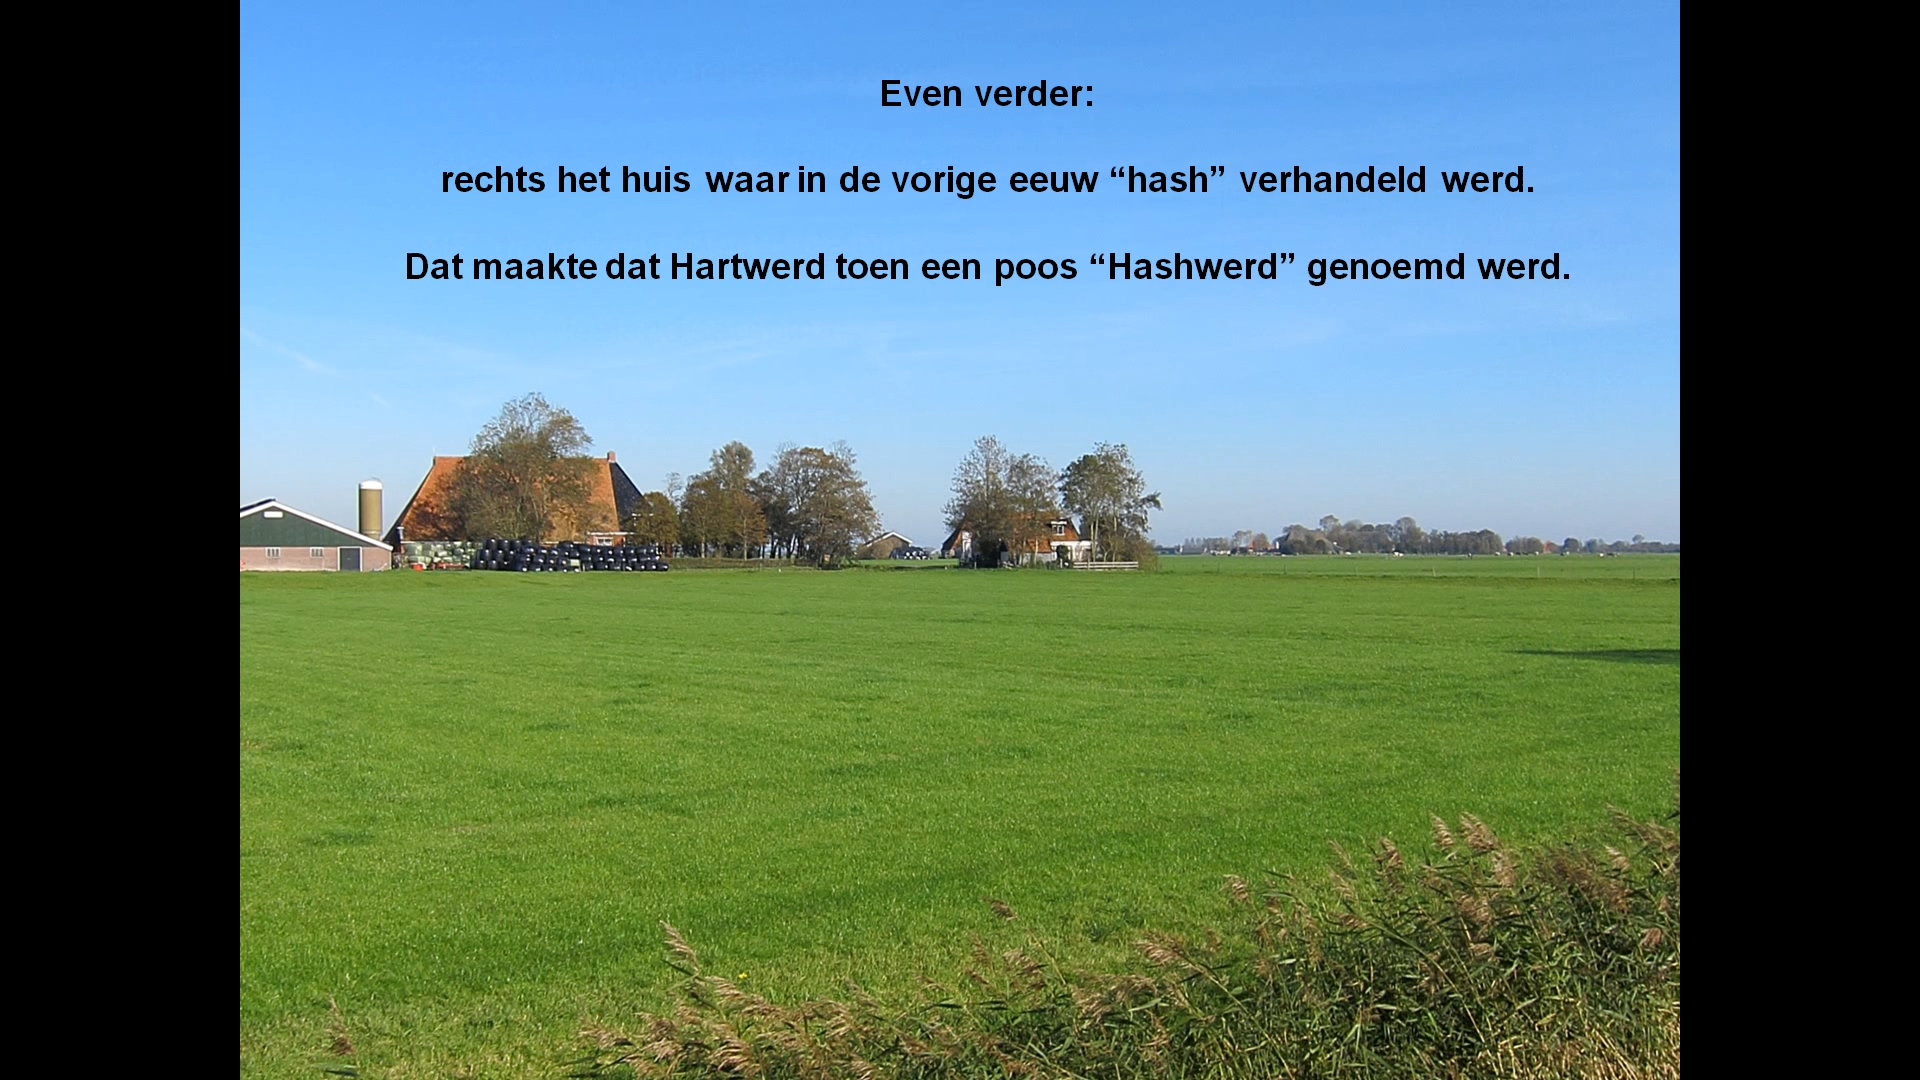 Even verder:
rechts het huis waar in de vorige eeuw “hash” verhandeld werd.
Dat maakte dat Hartwerd toen een poos “Hashwerd” genoemd werd.